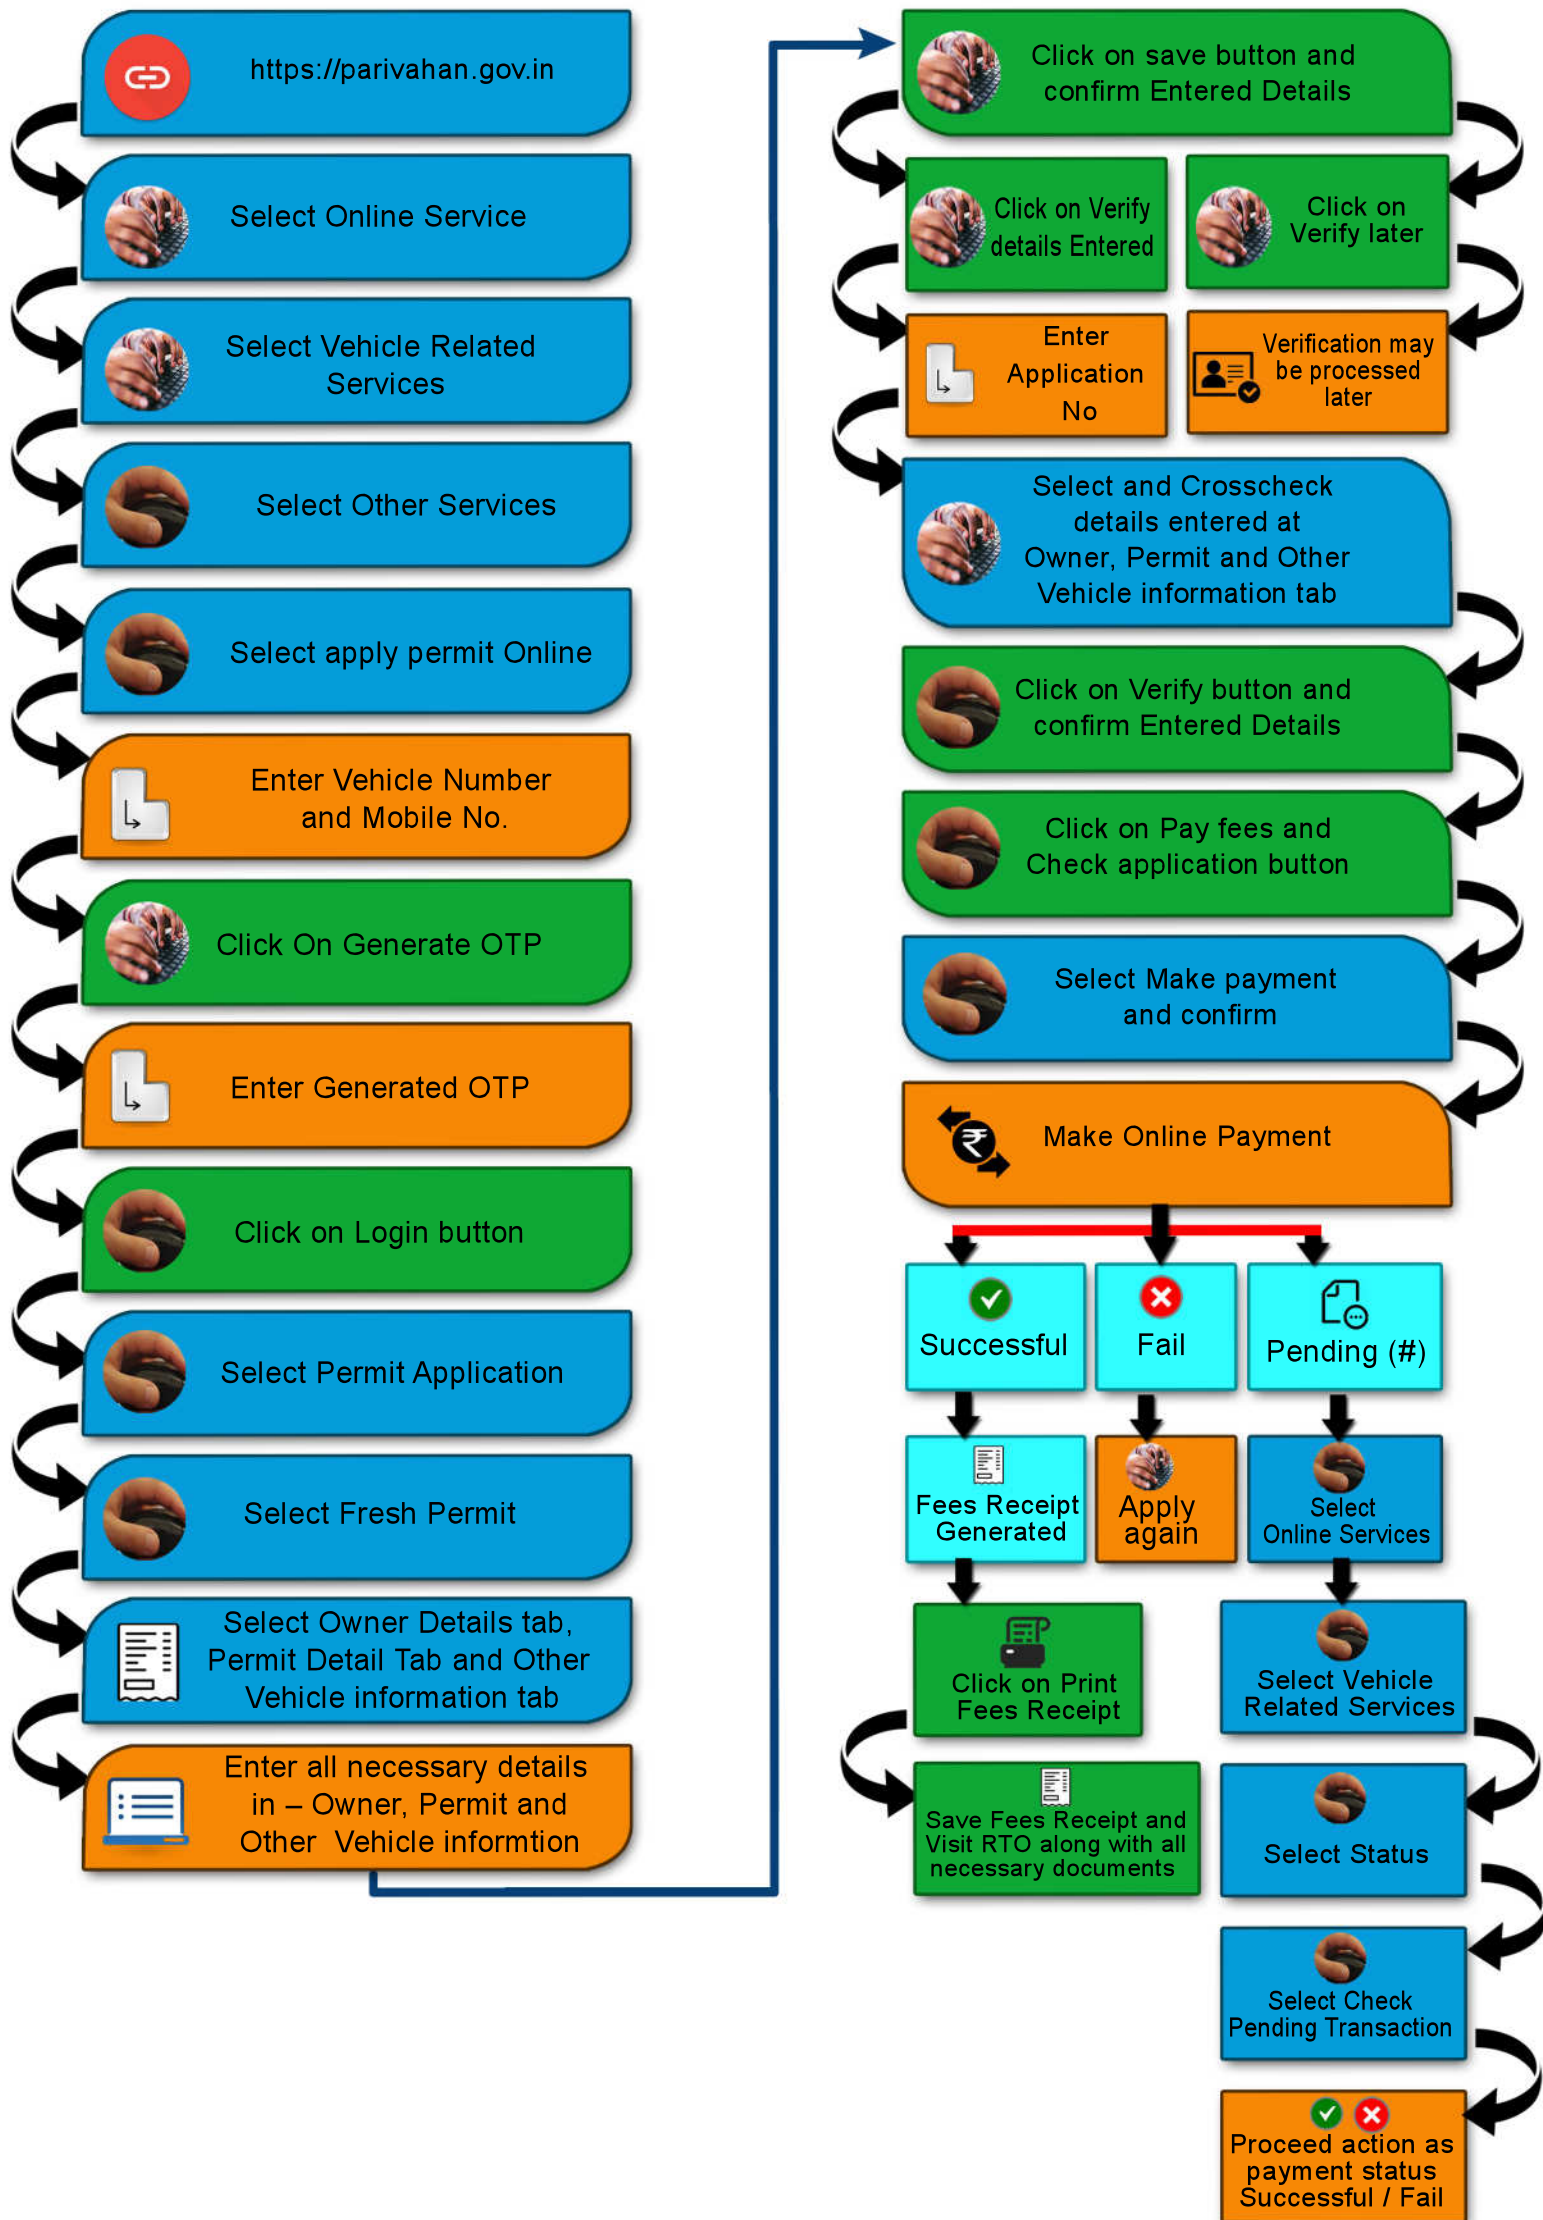 https://parivahan.gov.in
Select Online Service
Select Vehicle Related
Services
Select Other Services
Select apply permit Online
Enter Vehicle Number
and Mobile No.
Click On Generate OTP
Enter Generated OTP
Click on Login button
Select Permit Application
Select Fresh Permit
Select Owner Details tab,
Permit Detail Tab and Other
Vehicle information tab
Enter all necessary details
in – Owner, Permit and
Other Vehicle informtion
Click on save button and
confirm Entered Details
Click on Verify
details Entered
Click on
Verify later
Enter
Application
No
Verification may
be processed
later
Select and Crosscheck
details entered at
Owner, Permit and Other
Vehicle information tab
Click on Verify button and
confirm Entered Details
Click on Pay fees and
Check application button
Select Make payment
and confirm
Make Online Payment
Successful
Fail
Pending (#)
Fees Receipt
Generated
Apply
again
Select
Online Services
Click on Print
Fees Receipt
Select Vehicle
Related Services
Save Fees Receipt and
Visit RTO along with all
necessary documents
Select Status
Select Check
Pending Transaction
Proceed action as
payment status
Successful / Fail